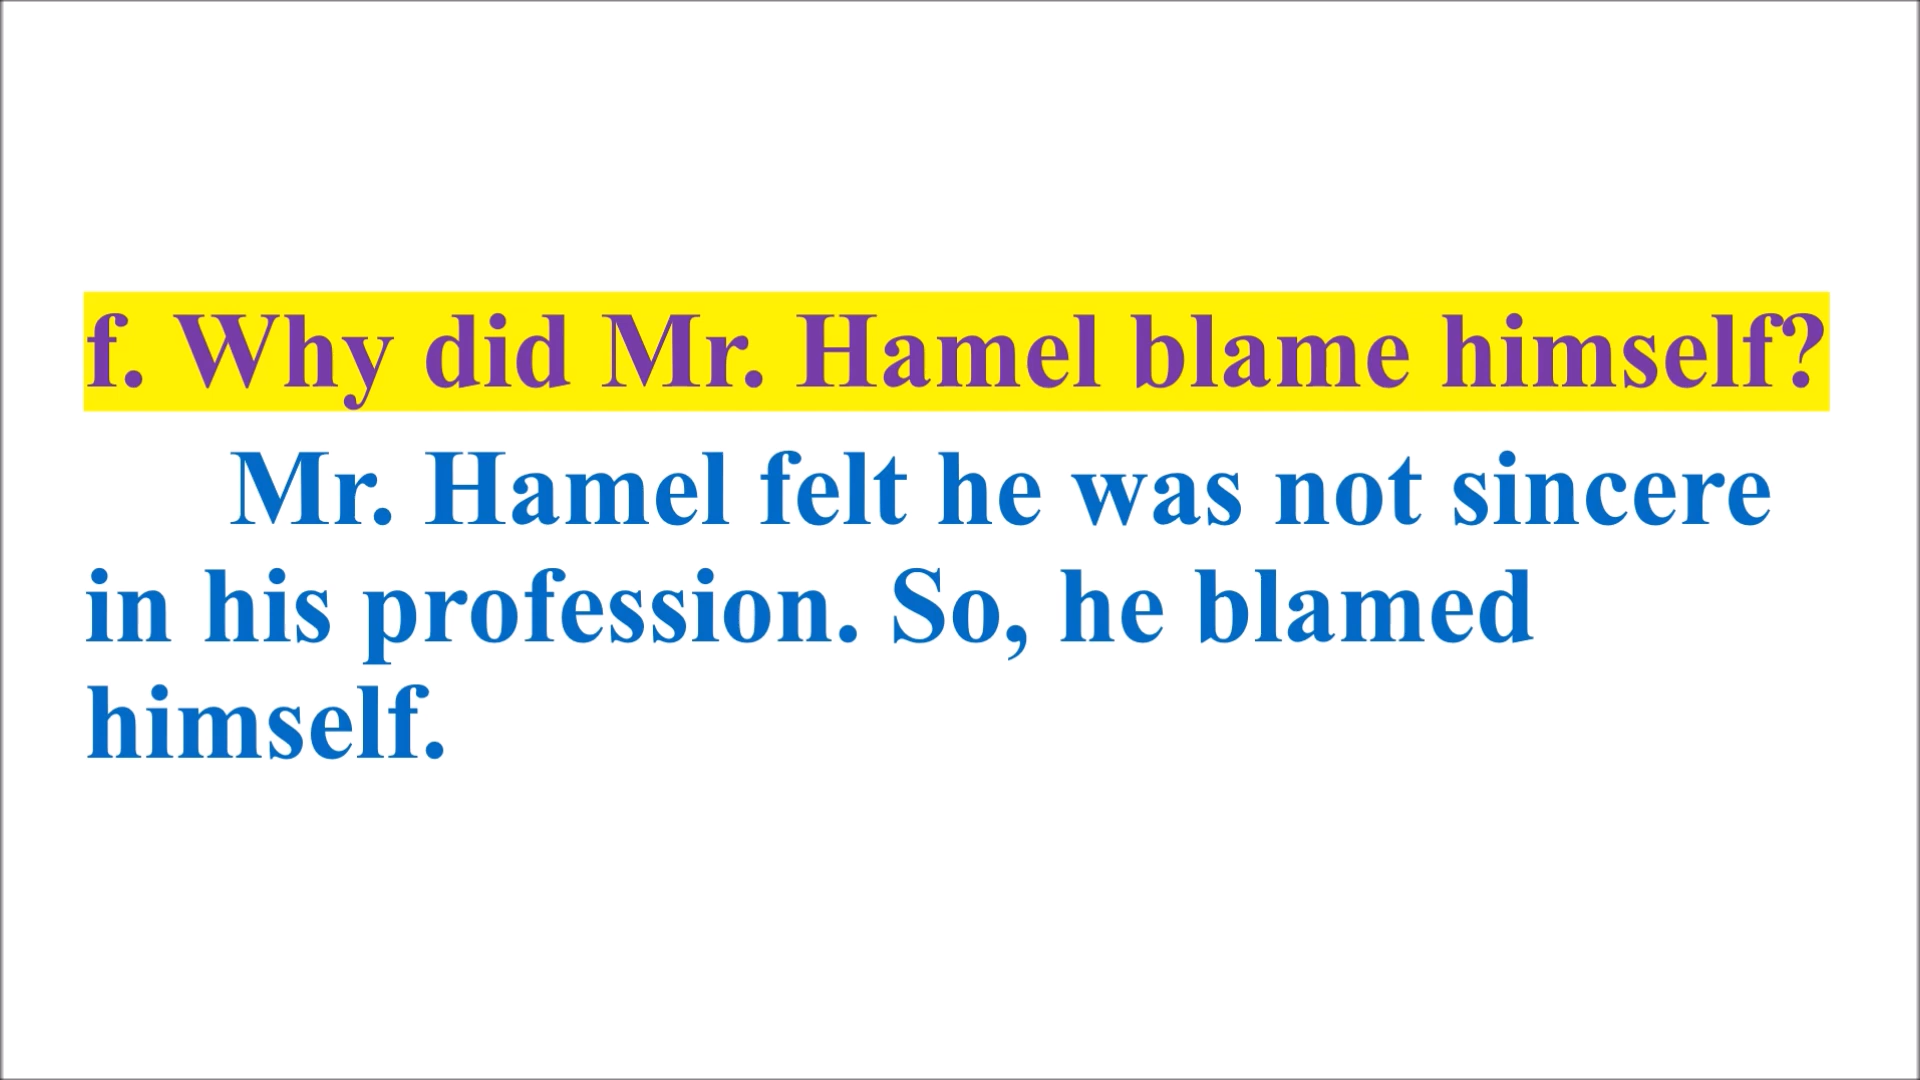 f. Why did Mr. Hamel blame himself?
Mr. Hamel felt he was not sincere
in his profession. So, he blamed
himself.